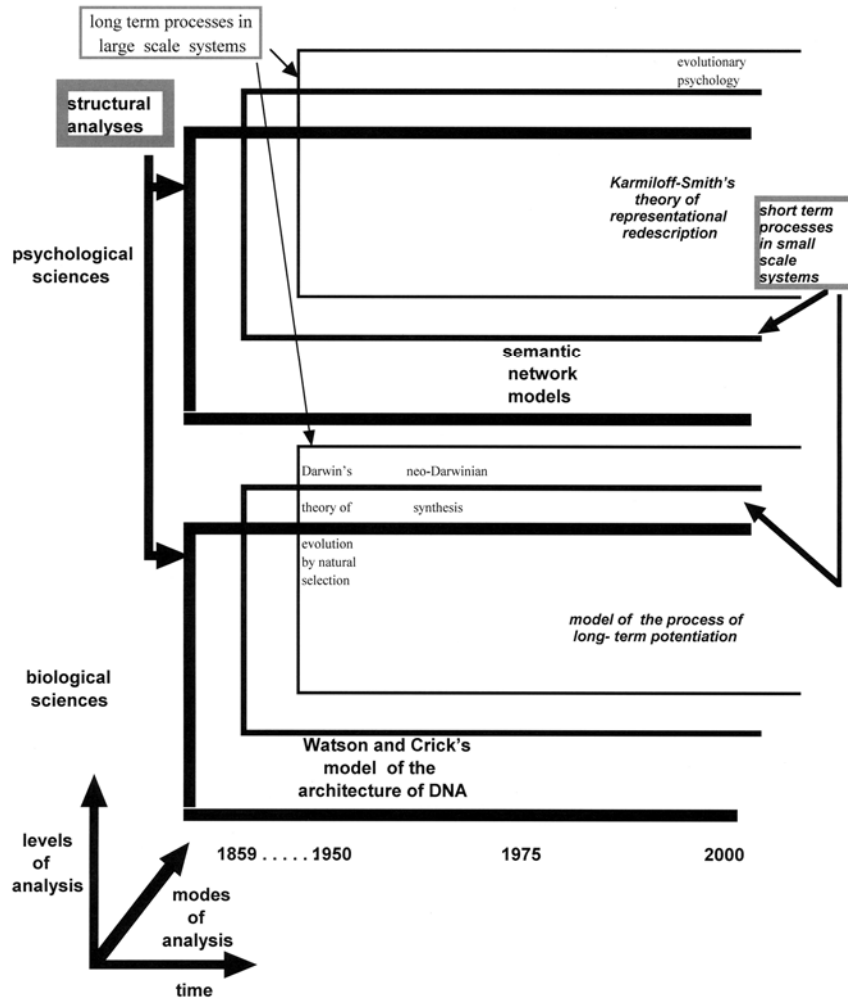 long term processes in
large scale systems
evolutionary
psychology
structural
analyses
Karmiloff-Smith's
theory of
representational
redescription
short term
processes
in small
scale
systems
psychological
sciences
semantic
network
models
Darwin's neo-Darwinian
theory of synthesis
evolution
by natural
selection
model of the process of
long- term potentiation
biological
sciences
Watson and Crick's
model of the
architecture of DNA
levels
of
analysis
1859 . . . . . 1950 1975 2000
modes
of
analysis
time